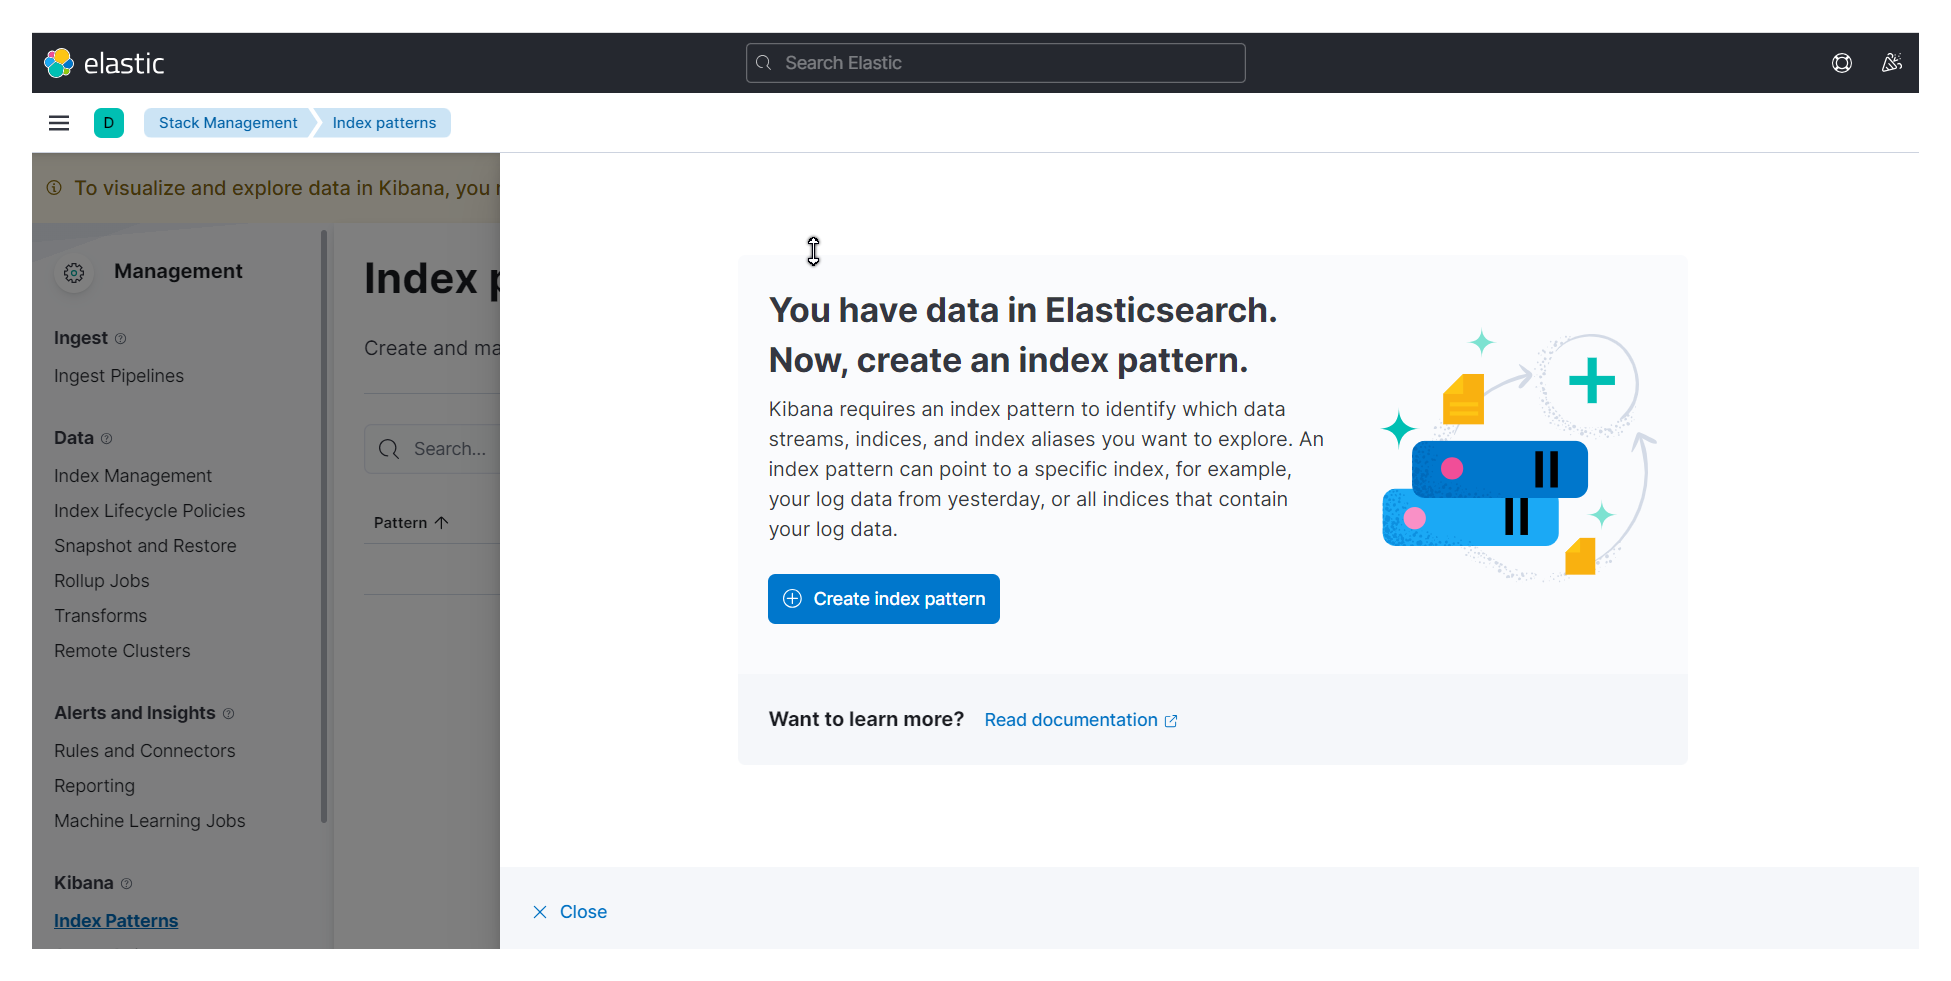 elastic
Search Elastic
D
Stack Management
Index patterns
To visualize and explore data in Kibana, you
Management
Ingest
Ingest Pipelines
Data
Index Management
Index Lifecycle Policies
Snapshot and Restore
Rollup Jobs
Transforms
Remote Clusters
Alerts and Insights
Rules and Connectors
Reporting
Machine Learning Jobs
Kibana
Index Patterns
Index p
Create and ma
Search...
Pattern
You have data in Elasticsearch.
Now, create an index pattern.
Kibana requires an index pattern to identify which data
streams, indices, and index aliases you want to explore. An
index pattern can point to a specific index, for example,
your log data from yesterday, or all indices that contain
your log data.
Create index pattern
Want to learn more? Read documentation
Close